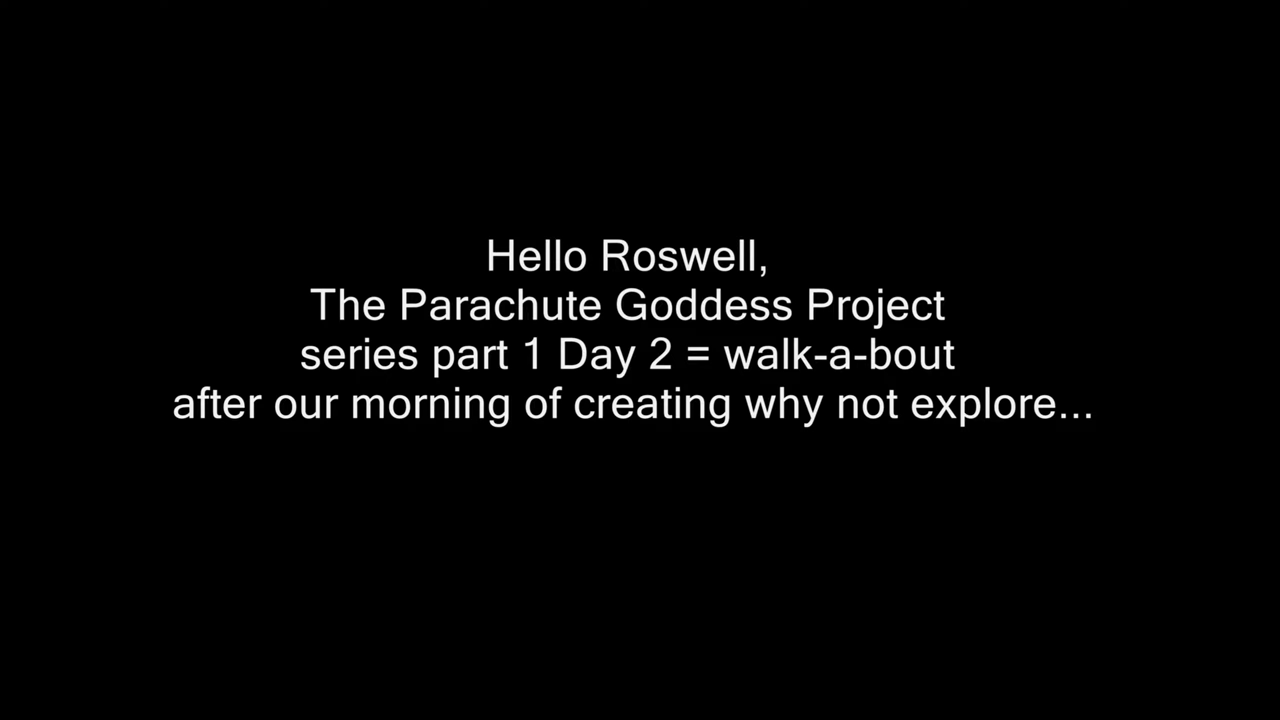 Hello Roswell,
The Parachute Goddess Project
series part 1 Day 2 = walk-a-bout
after our morning of creating why not explore...